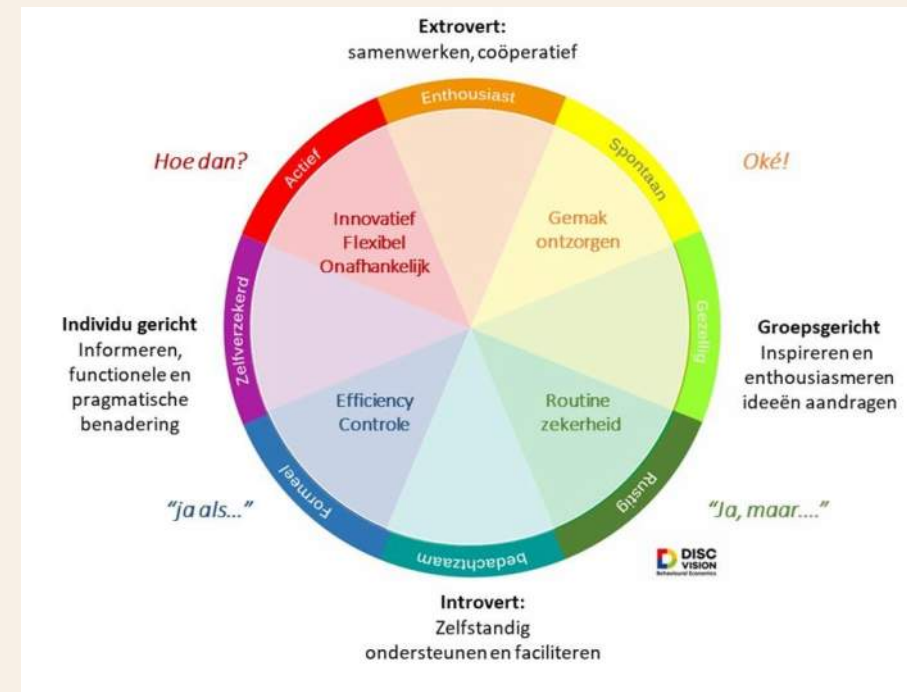 Extrovert:
samenwerken, coöperatief
Enthousiast
Actief
Spontaan
Hoe dan?
Oké!
Innovatief
Flexibel
Onafhankelijk
Gemak
ontzorgen
Zelfverzekerd
Gezellig
Individu gericht
Informeren,
functionele en
pragmatische
benadering
Groepsgericht
Inspireren en
enthousiasmeren
ideeën aandragen
Efficiency
Controle
Routine
zekerheid
Formeel
Rustig
"ja als..."
"Ja, maar...."
bedachtzaam
DISC
VISION
Behavioural Economics
Introvert:
Zelfstandig
ondersteunen en faciliteren